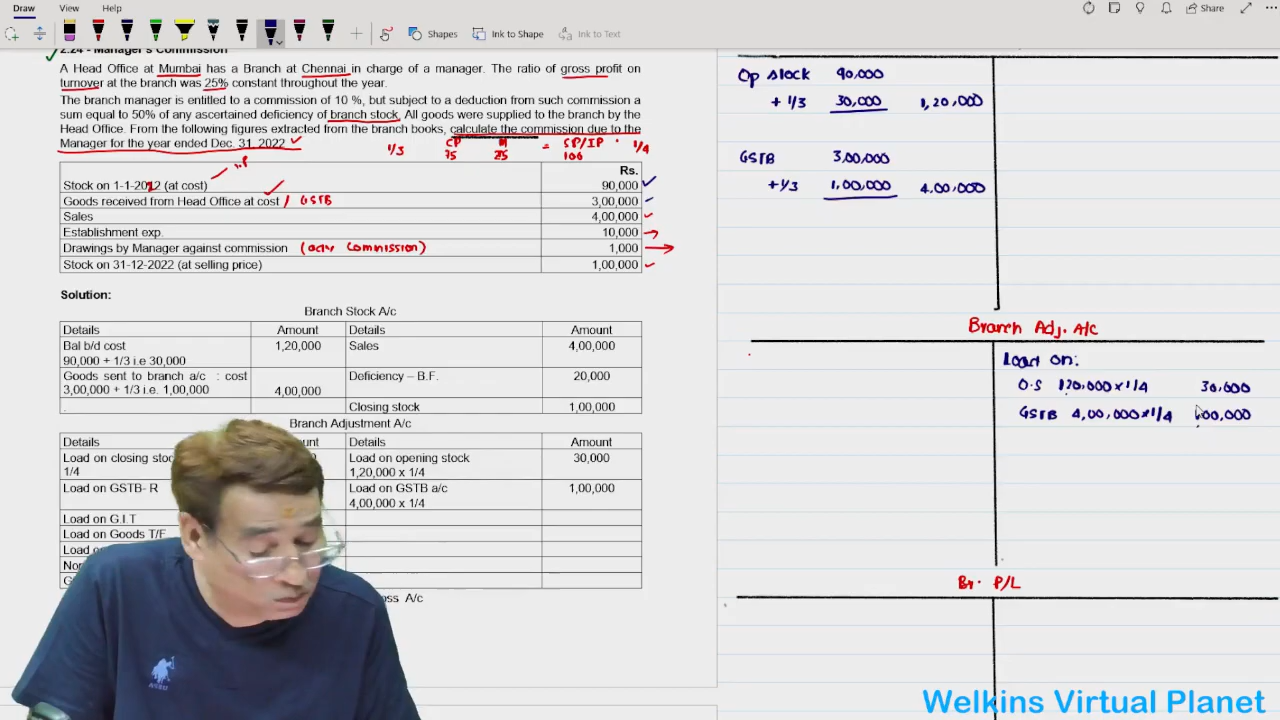 Draw View Help
Share
Shapes Ink to Shape Ink to Text
2.24 - Manager's Commission
A Head Office at Mumbai has a Branch at Chennai in charge of a manager. The ratio of gross profit on
turnover at the branch was 25% constant throughout the year.
The branch manager is entitled to a commission of 10 %, but subject to a deduction from such commission a
sum equal to 50% of any ascertained deficiency of branch stock. All goods were supplied to the branch by the
Head Office. From the following figures extracted from the branch books, calculate the commission due to the
Manager for the year ended Dec. 31, 2022
1/3 CP M = SP/IP 1/4
75 25 100
Rs.
Stock on 1-1-2012 (at cost) 90,000
Goods received from Head Office at cost / GSTB 3,00,000
Sales 4,00,000
Establishment exp. 10,000
Drawings by Manager against commission (adv commission) 1,000
Stock on 31-12-2022 (at selling price) 1,00,000
Solution:
Branch Stock A/c
Details Amount Details Amount
Bal b/d cost 1,20,000 Sales 4,00,000
90,000 + 1/3 i.e 30,000
Goods sent to branch a/c : cost Deficiency – B.F. 20,000
3,00,000 + 1/3 i.e. 1,00,000 4,00,000
. Closing stock 1,00,000
Branch Adjustment A/c
Details Details Amount
Load on closing stoc Load on opening stock 30,000
1/4 1,20,000 x 1/4
Load on GSTB- R Load on GSTB a/c 1,00,000
4,00,000 x 1/4
Load on G.I.T
Load on Goods T/F
Load
Nor
G
ss A/c
Op Stock 90,000
+ 1/3 30,000 1,20,000
GSTB 3,00,000
+1/3 1,00,000 4,00,000
Branch Adj. A/c
Load on:
O.S 120,000 x 1/4 30,000
GSTB 4,00,000 x 1/4 100,000
Br. P/L
Welkins Virtual Planet